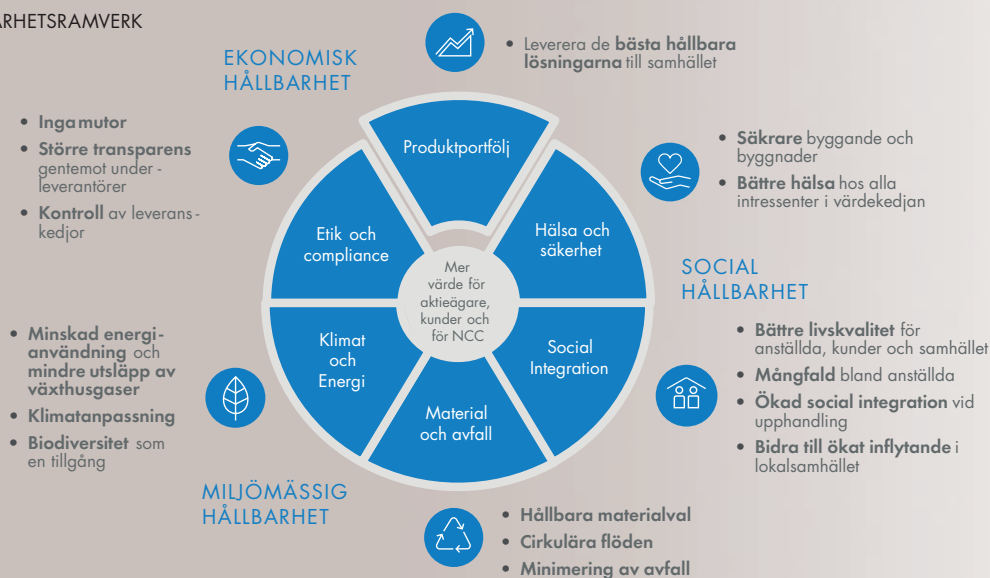 ARHETSRAMVERK
EKONOMISK
HÅLLBARHET
• Leverera de bästa hållbara
lösningarna till samhället
• Inga mutor
• Större transparens
gentemot under-
leverantörer
• Kontroll av leverans-
kedjor
Produktportfölj
• Säkrare byggande och
byggnader
• Bättre hälsa hos alla
intressenter i värdekedjan
Etik och
compliance
Hälsa och
säkerhet
Mer
värde för
aktieägare,
kunder och
för NCC
SOCIAL
HÅLLBARHET
• Minskad energi-
användning och
mindre utsläpp av
växthusgaser
• Klimatanpassning
• Biodiversitet som
en tillgång
Klimat
och
Energi
Social
Integration
Material
och avfall
• Bättre livskvalitet för
anställda, kunder och samhället
• Mångfald bland anställda
• Ökad social integration vid
upphandling
• Bidra till ökat inflytande i
lokalsamhället
MILJÖMÄSSIG
HÅLLBARHET
• Hållbara materialval
• Cirkulära flöden
• Minimering av avfall